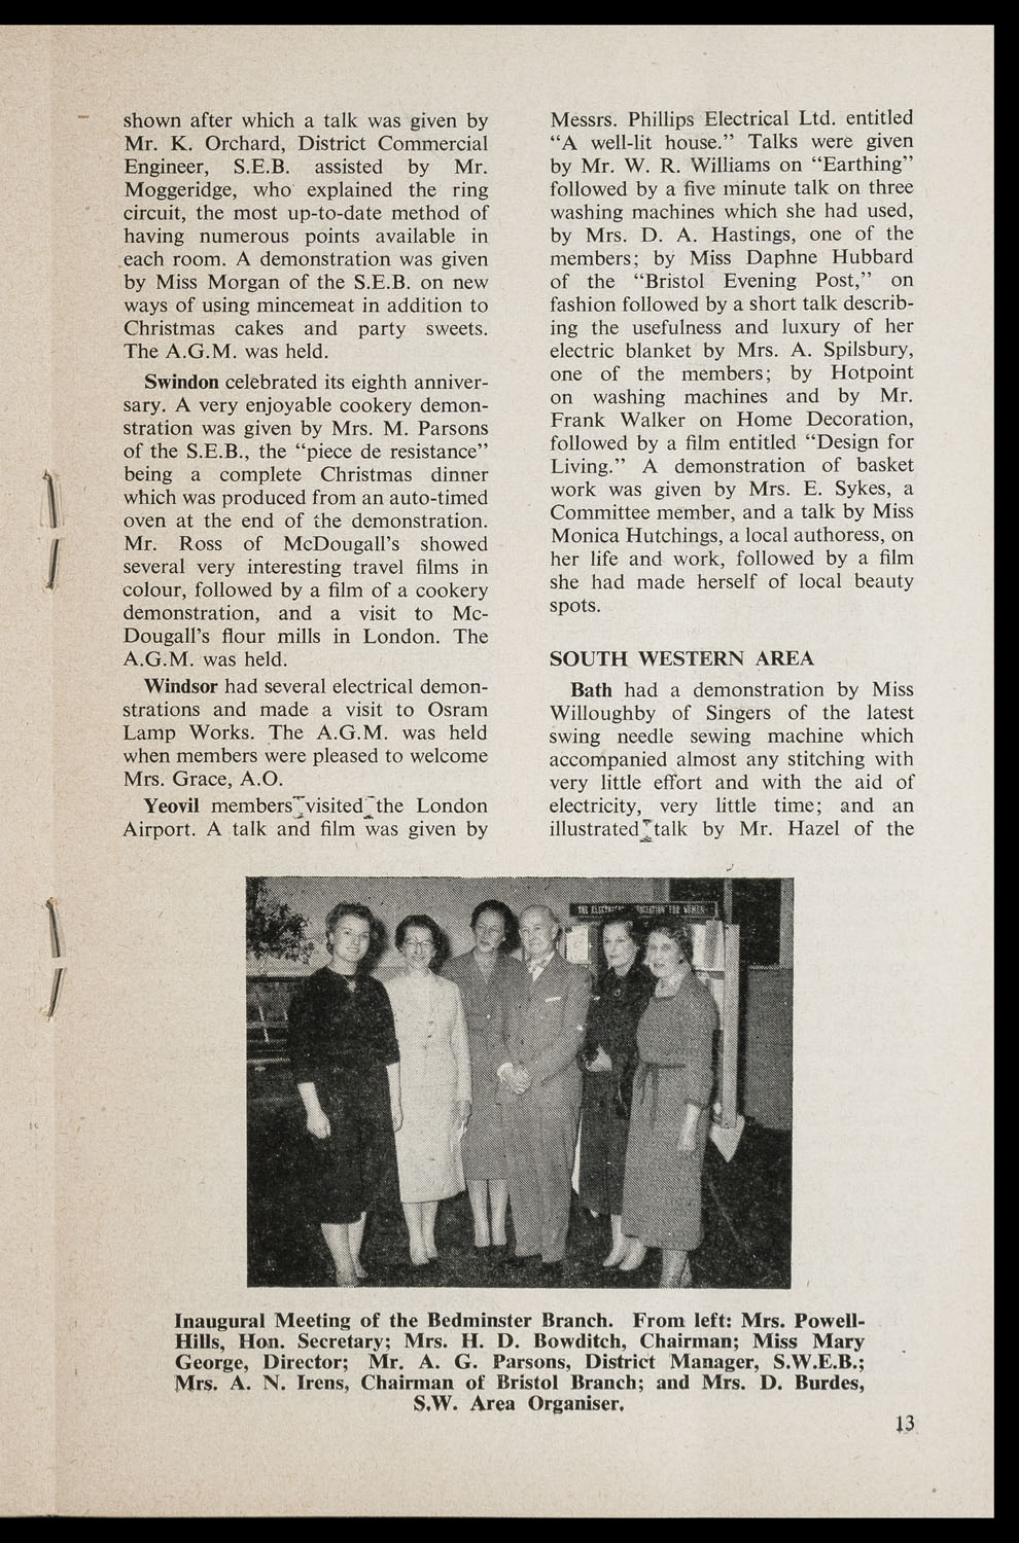 shown after which a talk was given by
Mr. K. Orchard, District Commercial
Engineer, S.E.B. assisted by Mr.
Moggeridge, who explained the ring
circuit, the most up-to-date method of
having numerous points available in
each room. A demonstration was given
by Miss Morgan of the S.E.B. on new
ways of using mincemeat in addition to
Christmas cakes and party sweets.
The A.G.M. was held.
Swindon celebrated its eighth anniver-
sary. A very enjoyable cookery demon-
stration was given by Mrs. M. Parsons
of the S.E.B., the “piece de resistance”
being a complete Christmas dinner
which was produced from an auto-timed
oven at the end of the demonstration.
Mr. Ross of McDougall’s showed
several very interesting travel films in
colour, followed by a film of a cookery
demonstration, and a visit to Mc-
Dougall’s flour mills in London. The
A.G.M. was held.
Windsor had several electrical demon-
strations and made a visit to Osram
Lamp Works. The A.G.M. was held
when members were pleased to welcome
Mrs. Grace, A.O.
Yeovil members visited the London
Airport. A talk and film was given by
Messrs. Phillips Electrical Ltd. entitled
“A well-lit house.” Talks were given
by Mr. W. R. Williams on “Earthing”
followed by a five minute talk on three
washing machines which she had used,
by Mrs. D. A. Hastings, one of the
members; by Miss Daphne Hubbard
of the “Bristol Evening Post,” on
fashion followed by a short talk describ-
ing the usefulness and luxury of her
electric blanket by Mrs. A. Spilsbury,
one of the members; by Hotpoint
on washing machines and by Mr.
Frank Walker on Home Decoration,
followed by a film entitled “Design for
Living.” A demonstration of basket
work was given by Mrs. E. Sykes, a
Committee member, and a talk by Miss
Monica Hutchings, a local authoress, on
her life and work, followed by a film
she had made herself of local beauty
spots.
SOUTH WESTERN AREA
Bath had a demonstration by Miss
Willoughby of Singers of the latest
swing needle sewing machine which
accompanied almost any stitching with
very little effort and with the aid of
electricity, very little time; and an
illustrated talk by Mr. Hazel of the
THE FOR WOMEN
Inaugural Meeting of the Bedminster Branch. From left: Mrs. Powell-
Hills, Hon. Secretary; Mrs. H. D. Bowditch, Chairman; Miss Mary
George, Director; Mr. A. G. Parsons, District Manager, S.W.E.B.;
Mrs. A. N. Irens, Chairman of Bristol Branch; and Mrs. D. Burdes,
S.W. Area Organiser.
13